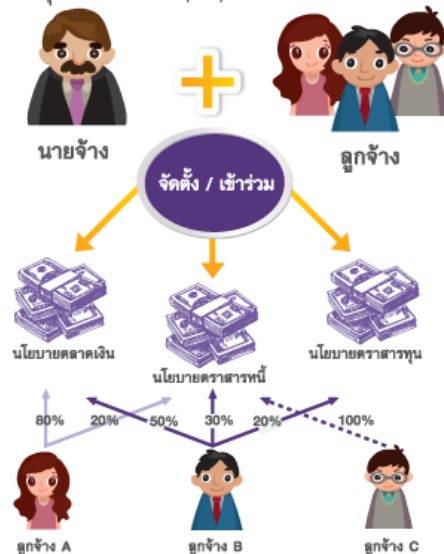 นายจ้าง
ลูกจ้าง
จัดตั้ง / เข้าร่วม
นโยบายตลาดเงิน
นโยบายตราสารหนี้
นโยบายตราสารทุน
80% 20% 50% 30% 20% 100%
ลูกจ้าง A
ลูกจ้าง B
ลูกจ้าง C